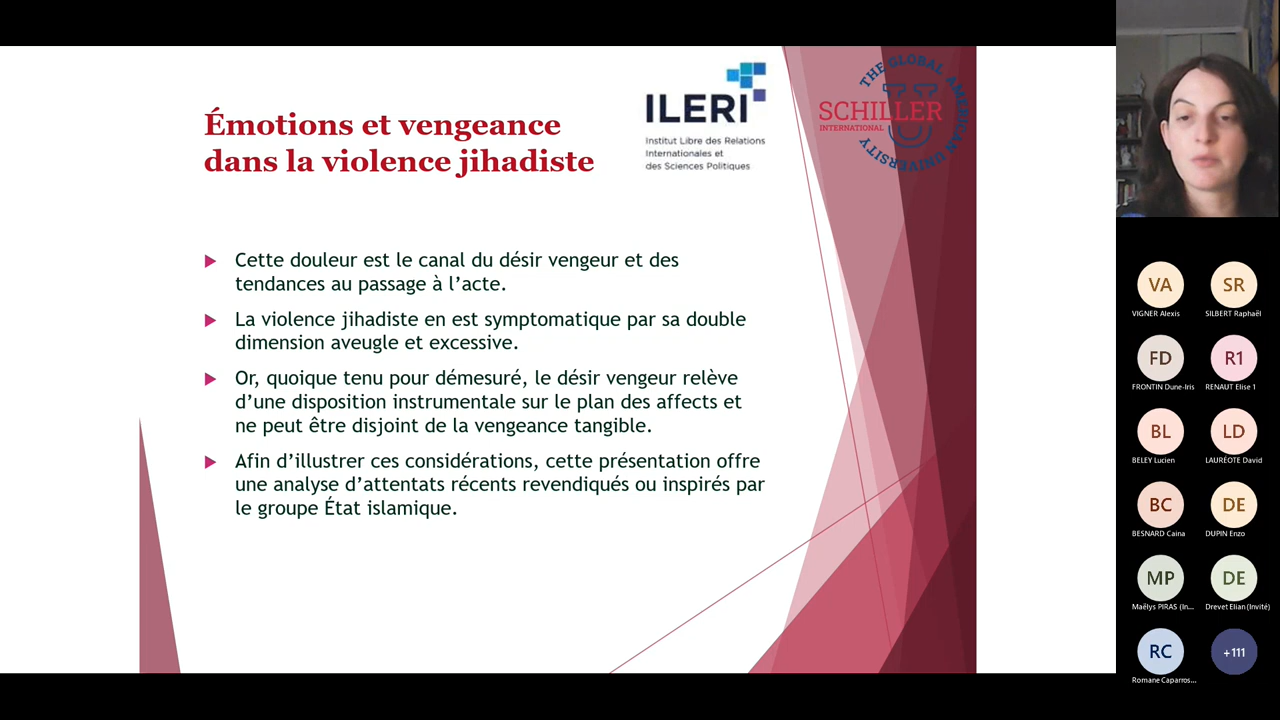 Émotions et vengeance
dans la violence jihadiste
ILERI
Institut Libre des Relations
Internationales et
des Sciences Politiques
THE GLOBAL AMERICAN UNIVERSITY
SCHILLER
INTERNATIONAL
U
Cette douleur est le canal du désir vengeur et des
tendances au passage à l’acte.
La violence jihadiste en est symptomatique par sa double
dimension aveugle et excessive.
Or, quoique tenu pour démesuré, le désir vengeur relève
d’une disposition instrumentale sur le plan des affects et
ne peut être disjoint de la vengeance tangible.
Afin d’illustrer ces considérations, cette présentation offre
une analyse d’attentats récents revendiqués ou inspirés par
le groupe État islamique.
VA
VIGNER Alexis
SR
SILBERT Raphaël
FD
FRONTIN Dune-Iris
R1
RENAUT Elise 1
BL
BELEY Lucien
LD
LAURÉOTE David
BC
BESNARD Caina
DE
DUPIN Enzo
MP
Maëlys PIRAS (In...
DE
Drevet Elian (Invité)
RC
Romane Caparros...
+111